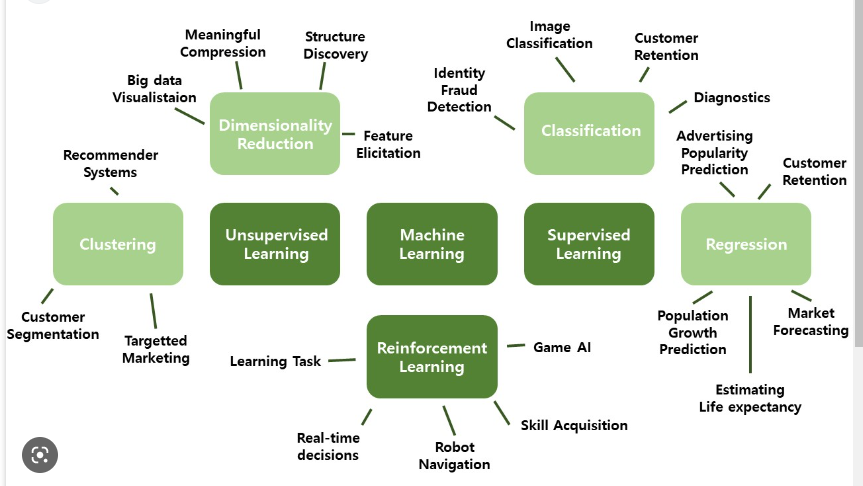 Meaningful
Compression
Structure
Discovery
Big data
Visualistaion
Dimensionality
Reduction
Feature
Elicitation
Image
Classification
Customer
Retention
Identity
Fraud
Detection
Classification
Diagnostics
Advertising
Popularity
Prediction
Customer
Retention
Recommender
Systems
Clustering
Unsupervised
Learning
Machine
Learning
Supervised
Learning
Regression
Customer
Segmentation
Targetted
Marketing
Population
Growth
Prediction
Market
Forecasting
Estimating
Life expectancy
Reinforcement
Learning
Learning Task
Game AI
Real-time
decisions
Robot
Navigation
Skill Acquisition